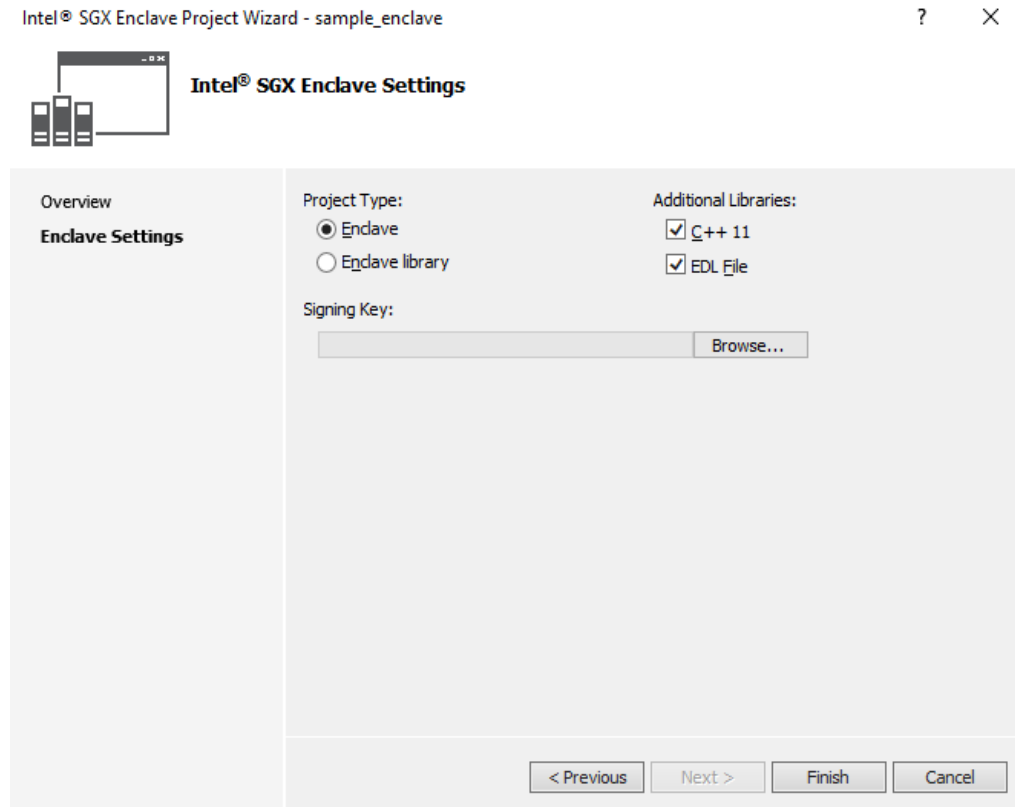 Intel® SGX Enclave Project Wizard - sample_enclave ? ✕
Intel® SGX Enclave Settings
Overview
Enclave Settings
Project Type:
Enclave
Enclave library
Additional Libraries:
C++ 11
EDL File
Signing Key:
Browse...
< Previous Next > Finish Cancel